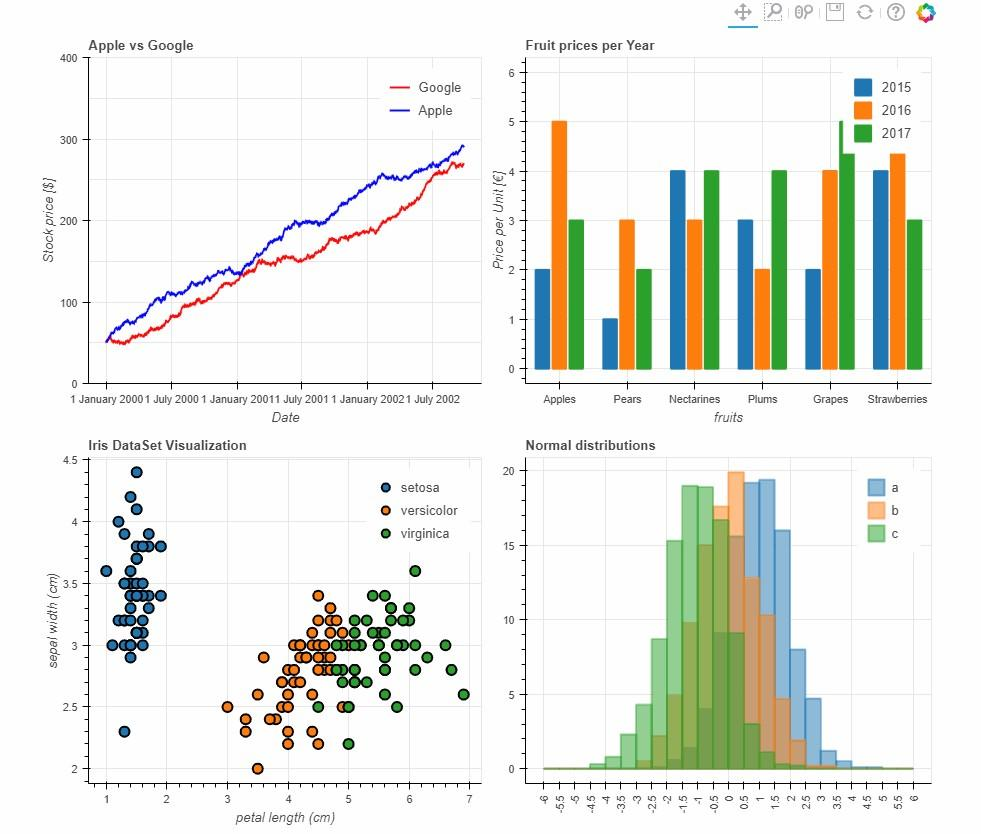 Apple vs Google
400
300
200
100
0
Stock price [$]
Google
Apple
1 January 2000 1 July 2000 1 January 2001 1 July 2001 1 January 2002 1 July 2002
Date
Fruit prices per Year
6
5
4
3
2
1
0
Price per Unit [€]
2015
2016
2017
Apples Pears Nectarines Plums Grapes Strawberries
fruits
Iris DataSet Visualization
4.5
4
3.5
3
2.5
2
sepal width (cm)
setosa
versicolor
virginica
1 2 3 4 5 6 7
petal length (cm)
Normal distributions
20
15
10
5
0
a
b
c
-6 -5.5 -5 -4.5 -4 -3.5 -3 -2.5 -2 -1.5 -1 -0.5 0 0.5 1 1.5 2 2.5 3 3.5 4 4.5 5 5.5 6